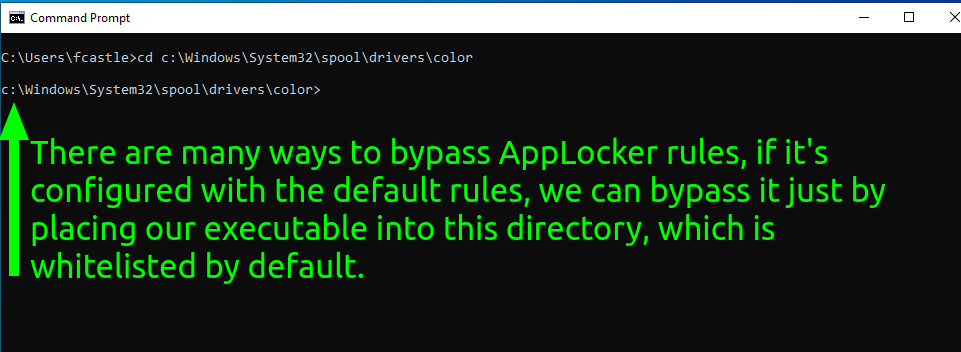 Command Prompt
C:\Users\fcastle>cd c:\Windows\System32\spool\drivers\color
c:\Windows\System32\spool\drivers\color>
There are many ways to bypass AppLocker rules, if it's
configured with the default rules, we can bypass it just by
placing our executable into this directory, which is
whitelisted by default.